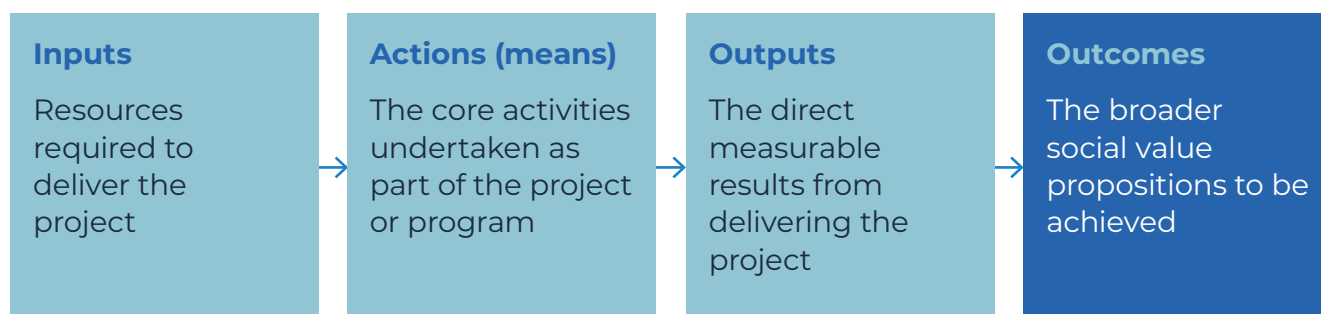 Inputs
Resources
required to
deliver the
project
Actions (means)
The core activities
undertaken as
part of the project
or program
Outputs
The direct
measurable
results from
delivering the
project
Outcomes
The broader
social value
propositions to be
achieved